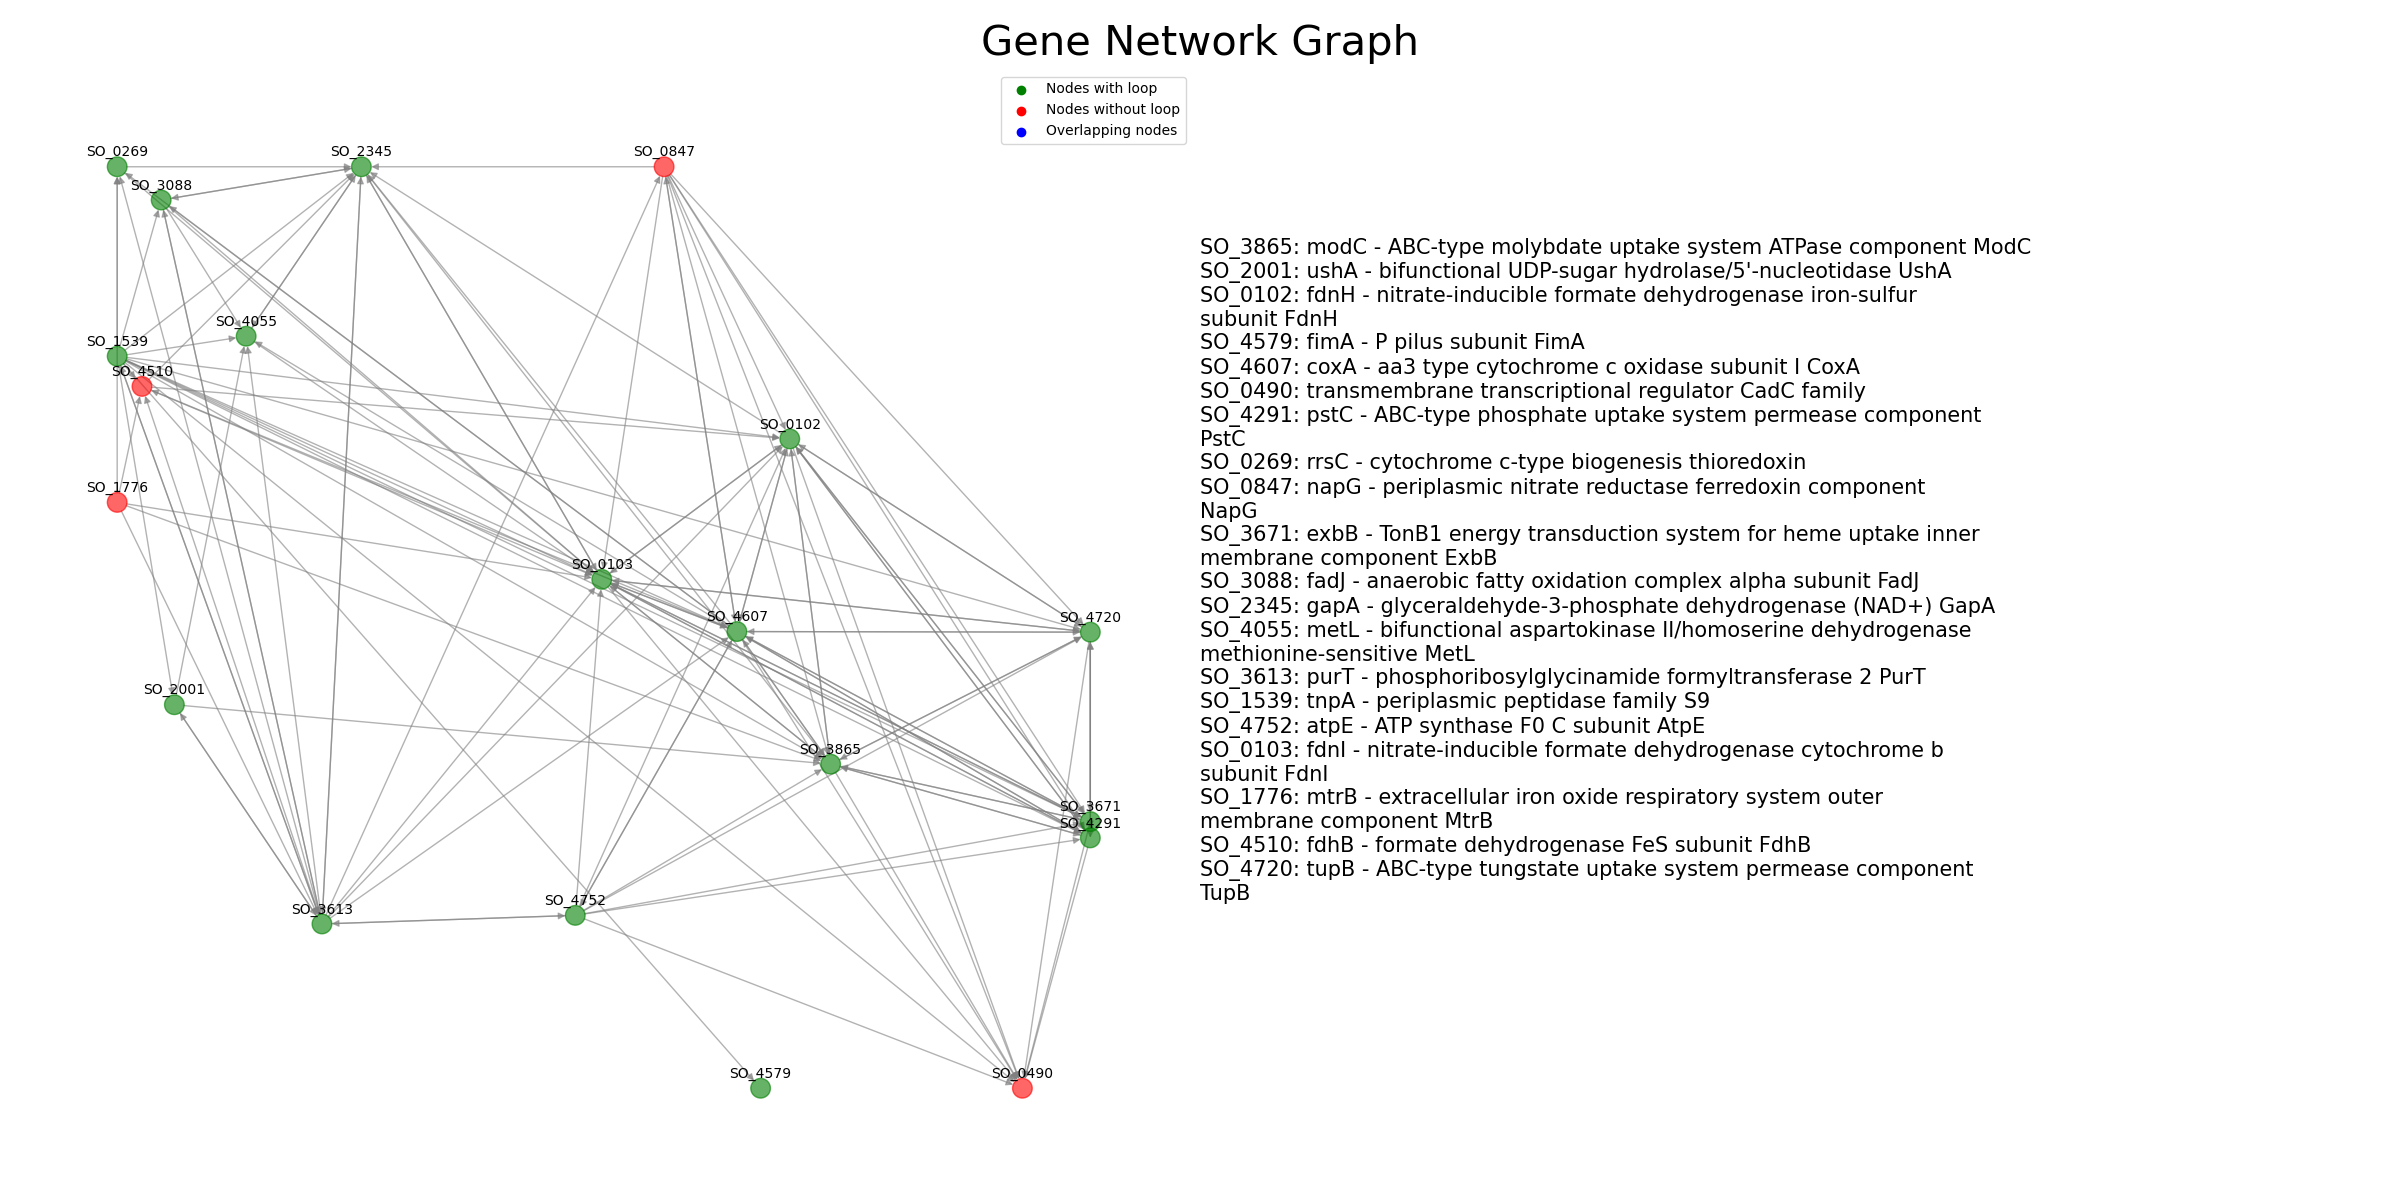 Gene Network Graph
Nodes with loop
Nodes without loop
Overlapping nodes
SO_0269
SO_2345
SO_0847
SO_3088
SO_4055
SO_1539
SO_4510
SO_0102
SO_1776
SO_0103
SO_4607
SO_4720
SO_2001
SO_3865
SO_3671
SO_4291
SO_4752
SO_3613
SO_4579
SO_0490
SO_3865: modC - ABC-type molybdate uptake system ATPase component ModC
SO_2001: ushA - bifunctional UDP-sugar hydrolase/5'-nucleotidase UshA
SO_0102: fdnH - nitrate-inducible formate dehydrogenase iron-sulfur
subunit FdnH
SO_4579: fimA - P pilus subunit FimA
SO_4607: coxA - aa3 type cytochrome c oxidase subunit I CoxA
SO_0490: transmembrane transcriptional regulator CadC family
SO_4291: pstC - ABC-type phosphate uptake system permease component
PstC
SO_0269: rrsC - cytochrome c-type biogenesis thioredoxin
SO_0847: napG - periplasmic nitrate reductase ferredoxin component
NapG
SO_3671: exbB - TonB1 energy transduction system for heme uptake inner
membrane component ExbB
SO_3088: fadJ - anaerobic fatty oxidation complex alpha subunit FadJ
SO_2345: gapA - glyceraldehyde-3-phosphate dehydrogenase (NAD+) GapA
SO_4055: metL - bifunctional aspartokinase II/homoserine dehydrogenase
methionine-sensitive MetL
SO_3613: purT - phosphoribosylglycinamide formyltransferase 2 PurT
SO_1539: tnpA - periplasmic peptidase family S9
SO_4752: atpE - ATP synthase F0 C subunit AtpE
SO_0103: fdnI - nitrate-inducible formate dehydrogenase cytochrome b
subunit FdnI
SO_1776: mtrB - extracellular iron oxide respiratory system outer
membrane component MtrB
SO_4510: fdhB - formate dehydrogenase FeS subunit FdhB
SO_4720: tupB - ABC-type tungstate uptake system permease component
TupB